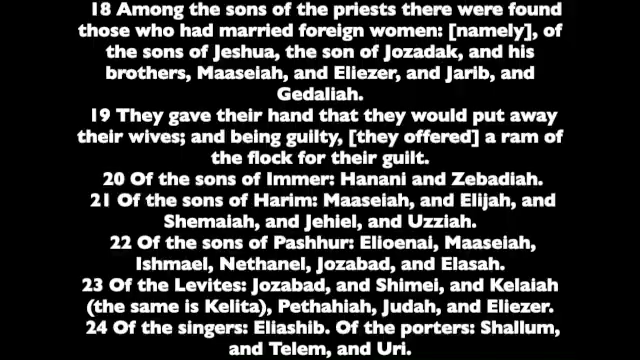 18 Among the sons of the priests there were found
those who had married foreign women: [namely], of
the sons of Jeshua, the son of Jozadak, and his
brothers, Maaseiah, and Eliezer, and Jarib, and
Gedaliah.
19 They gave their hand that they would put away
their wives; and being guilty, [they offered] a ram of
the flock for their guilt.
20 Of the sons of Immer: Hanani and Zebadiah.
21 Of the sons of Harim: Maaseiah, and Elijah, and
Shemaiah, and Jehiel, and Uzziah.
22 Of the sons of Pashhur: Elioenai, Maaseiah,
Ishmael, Nethanel, Jozabad, and Elasah.
23 Of the Levites: Jozabad, and Shimei, and Kelaiah
(the same is Kelita), Pethahiah, Judah, and Eliezer.
24 Of the singers: Eliashib. Of the porters: Shallum,
and Telem, and Uri.